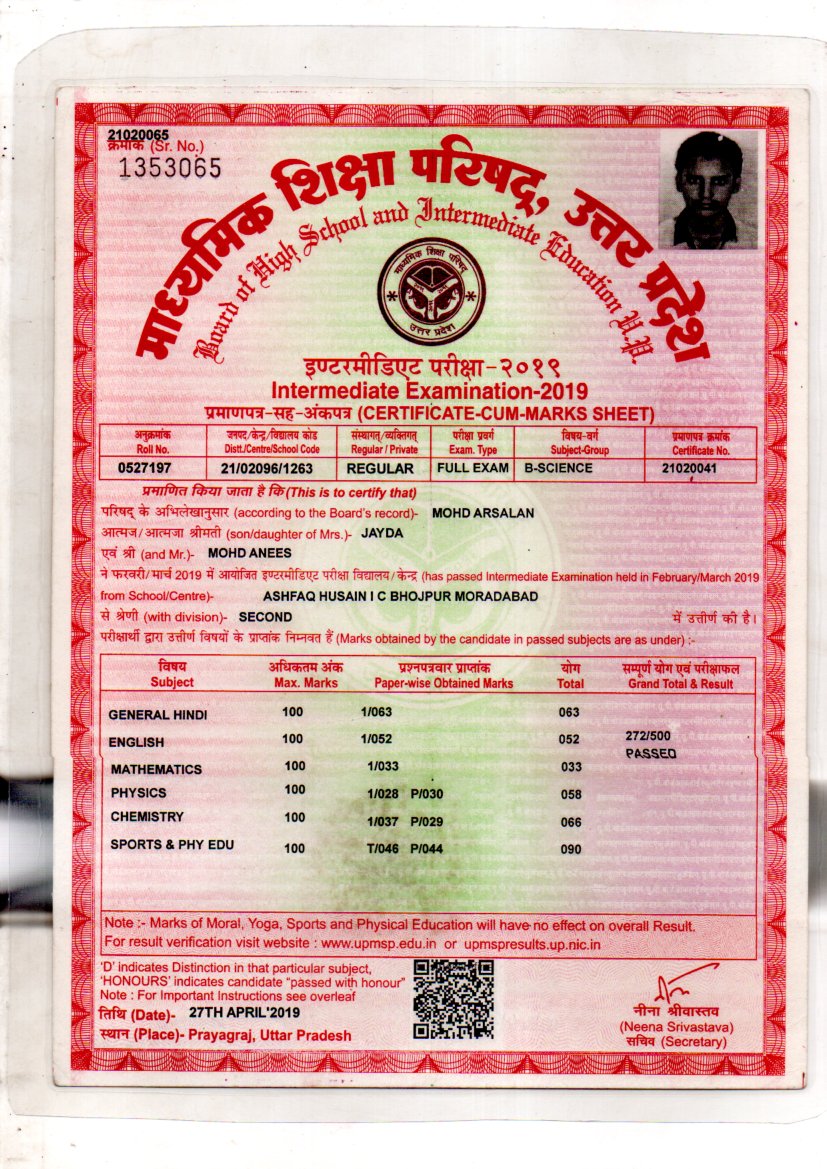 21020065
क्रमांक (Sr. No.)
1353065
माध्यमिक शिक्षा परिषद्, उत्तर प्रदेश
Board of High School and Intermediate Education U.P.
माध्यमिक शिक्षा परिषद
उत्तर प्रदेश
इण्टरमीडिएट परीक्षा-२०१९
Intermediate Examination-2019
प्रमाणपत्र-सह-अंकपत्र (CERTIFICATE-CUM-MARKS SHEET)
अनुक्रमांक जनपद/केन्द्र/विद्यालय कोड संस्थागत/व्यक्तिगत परीक्षा प्रवर्ग विषय-वर्ग प्रमाणपत्र क्रमांक
Roll No. Distt./Centre/School Code Regular / Private Exam. Type Subject-Group Certificate No.
0527197 21/02096/1263 REGULAR FULL EXAM B-SCIENCE 21020041
प्रमाणित किया जाता है कि (This is to certify that)
परिषद के अभिलेखानुसार (according to the Board's record)- MOHD ARSALAN
आत्मज/आत्मजा श्रीमती (son/daughter of Mrs.)- JAYDA
एवं श्री (and Mr.)- MOHD ANEES
ने फरवरी/मार्च 2019 में आयोजित इण्टरमीडिएट परीक्षा विद्यालय/केन्द्र (has passed Intermediate Examination held in February/March 2019
from School/Centre)- ASHFAQ HUSAIN I C BHOJPUR MORADABAD
से श्रेणी (with division)- SECOND में उत्तीर्ण की है।
परीक्षार्थी द्वारा उत्तीर्ण विषयों के प्राप्तांक निम्नवत हैं (Marks obtained by the candidate in passed subjects are as under) :-
विषय अधिकतम अंक प्रश्नपत्रवार प्राप्तांक योग सम्पूर्ण योग एवं परीक्षाफल
Subject Max. Marks Paper-wise Obtained Marks Total Grand Total & Result
GENERAL HINDI 100 1/063 063
ENGLISH 100 1/052 052 272/500
PASSED
MATHEMATICS 100 1/033 033
PHYSICS 100 1/028 P/030 058
CHEMISTRY 100 1/037 P/029 066
SPORTS & PHY EDU 100 T/046 P/044 090
Note :- Marks of Moral, Yoga, Sports and Physical Education will have no effect on overall Result.
For result verification visit website : www.upmsp.edu.in or upmspresults.up.nic.in
'D' indicates Distinction in that particular subject,
'HONOURS' indicates candidate "passed with honour"
Note : For Important Instructions see overleaf
तिथि (Date)- 27TH APRIL'2019
स्थान (Place)- Prayagraj, Uttar Pradesh
नीना श्रीवास्तव
(Neena Srivastava)
सचिव (Secretary)